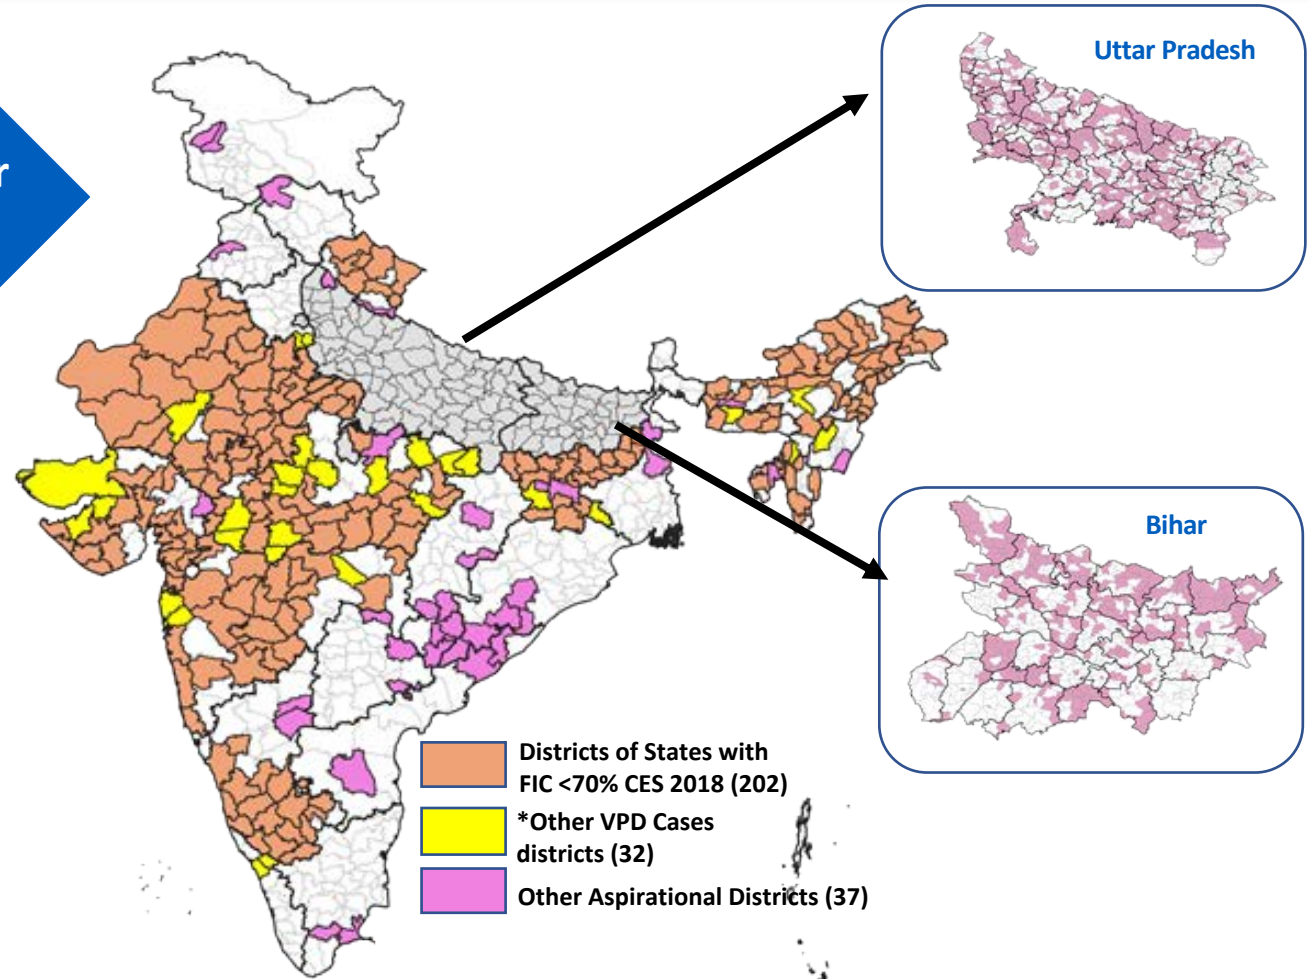 r
Uttar Pradesh
Bihar
Districts of States with
FIC <70% CES 2018 (202)
*Other VPD Cases
districts (32)
Other Aspirational Districts (37)